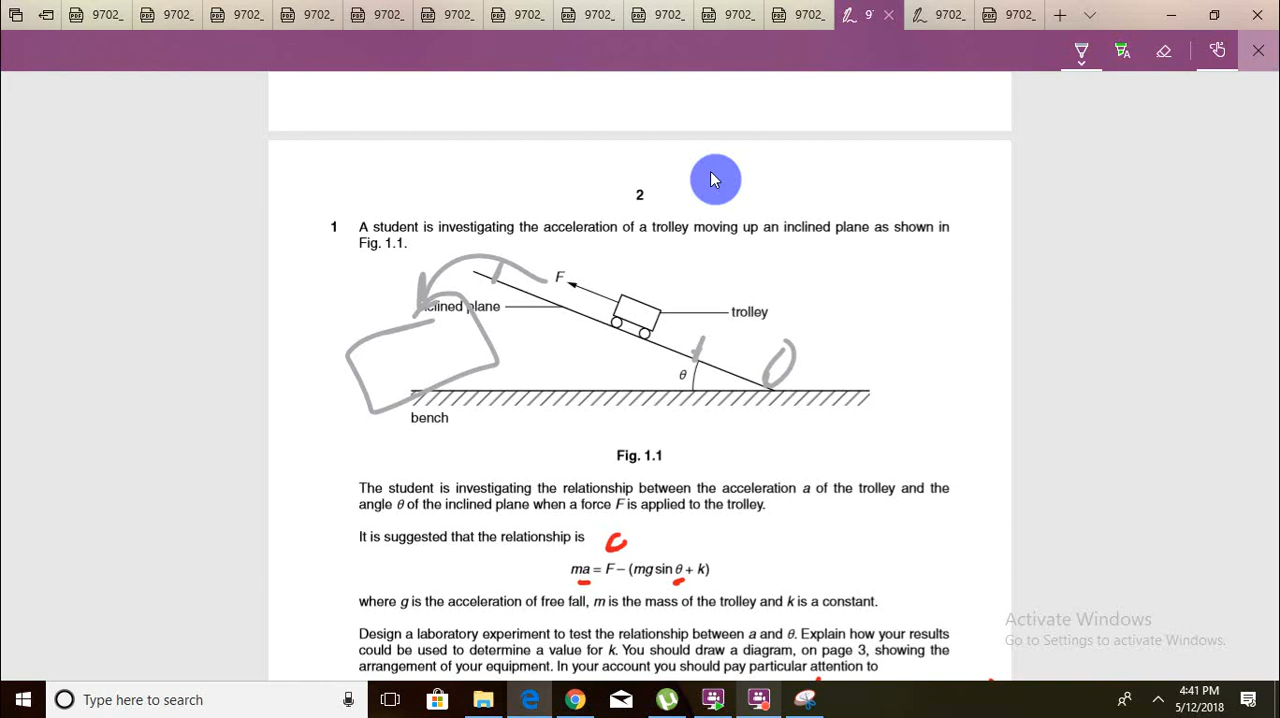 9702_
9702_
9702_
9702_
9702_
9702_
9702_
9702_
9702_
9702_
9
9702_
9702_
2
1 A student is investigating the acceleration of a trolley moving up an inclined plane as shown in
Fig. 1.1.
F
clined plane
trolley
θ
bench
Fig. 1.1
The student is investigating the relationship between the acceleration a of the trolley and the
angle θ of the inclined plane when a force F is applied to the trolley.
It is suggested that the relationship is
ma = F − (mg sin θ + k)
where g is the acceleration of free fall, m is the mass of the trolley and k is a constant.
Design a laboratory experiment to test the relationship between a and θ. Explain how your results
could be used to determine a value for k. You should draw a diagram, on page 3, showing the
arrangement of your equipment. In your account you should pay particular attention to
Activate Windows
Go to Settings to activate Windows.
Type here to search
4:41 PM
5/12/2018